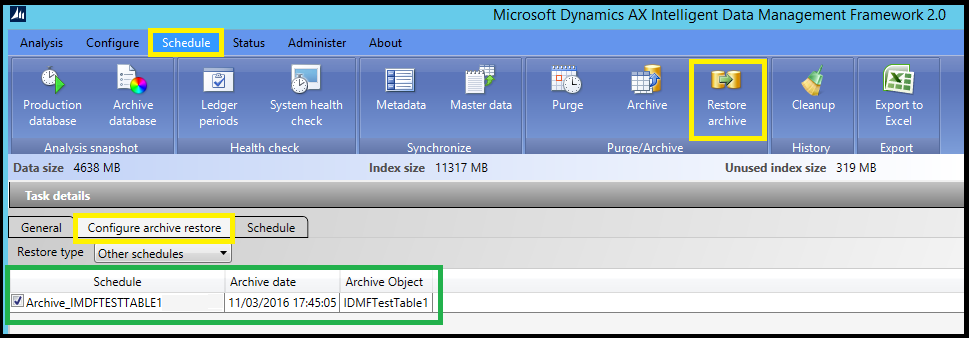 Microsoft Dynamics AX Intelligent Data Management Framework 2.0
Analysis Configure Schedule Status Administer About
Production database
Archive database
Ledger periods
System health check
Metadata
Master data
Purge
Archive
Restore archive
Cleanup
Export to Excel
Analysis snapshot Health check Synchronize Purge/Archive History Export
Data size 4638 MB Index size 11317 MB Unused index size 319 MB
Task details
General Configure archive restore Schedule
Restore type Other schedules
Schedule Archive date Archive Object
Archive_IMDFTESTTABLE1 11/03/2016 17:45:05 IDMFTestTable1